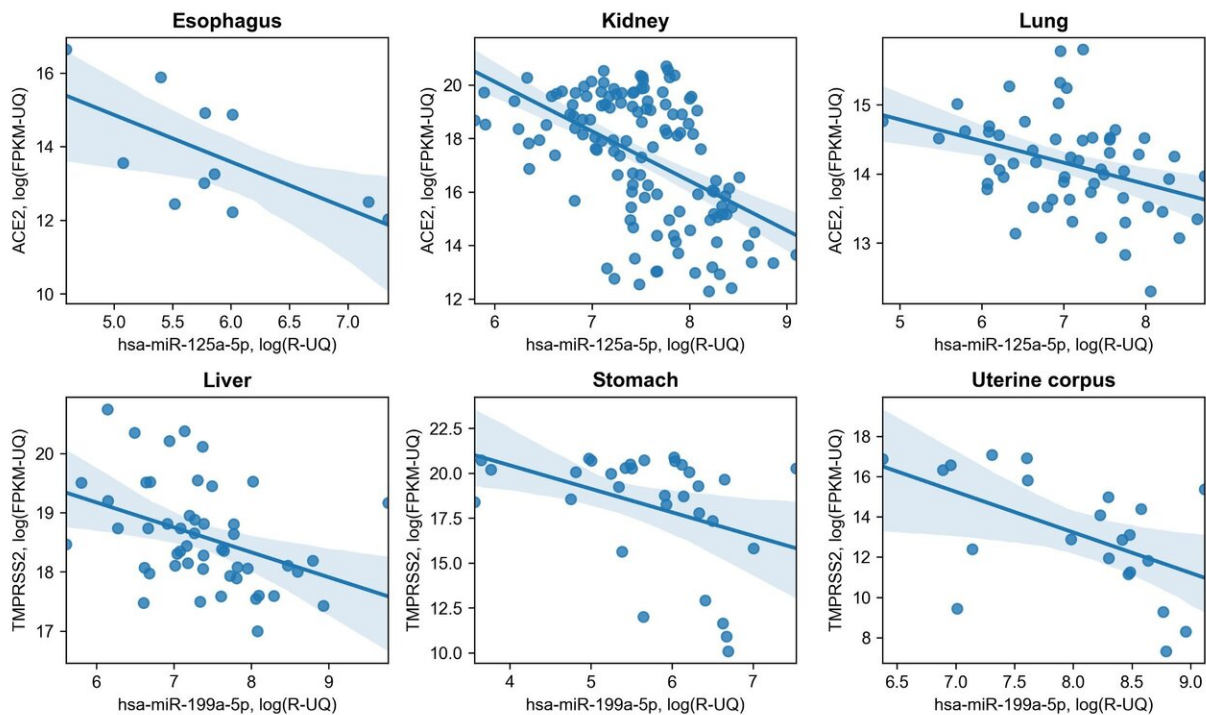 Esophagus
Kidney
Lung
ACE2, log(FPKM-UQ)
16
14
12
10
5.0 5.5 6.0 6.5 7.0
hsa-miR-125a-5p, log(R-UQ)
ACE2, log(FPKM-UQ)
20
18
16
14
12
6 7 8 9
hsa-miR-125a-5p, log(R-UQ)
ACE2, log(FPKM-UQ)
15
14
13
5 6 7 8
hsa-miR-125a-5p, log(R-UQ)
Liver
Stomach
Uterine corpus
TMPRSS2, log(FPKM-UQ)
20
19
18
17
6 7 8 9
hsa-miR-199a-5p, log(R-UQ)
TMPRSS2, log(FPKM-UQ)
22.5
20.0
17.5
15.0
12.5
10.0
4 5 6 7
hsa-miR-199a-5p, log(R-UQ)
TMPRSS2, log(FPKM-UQ)
16
14
12
10
8
6.5 7.0 7.5 8.0 8.5 9.0
hsa-miR-199a-5p, log(R-UQ)